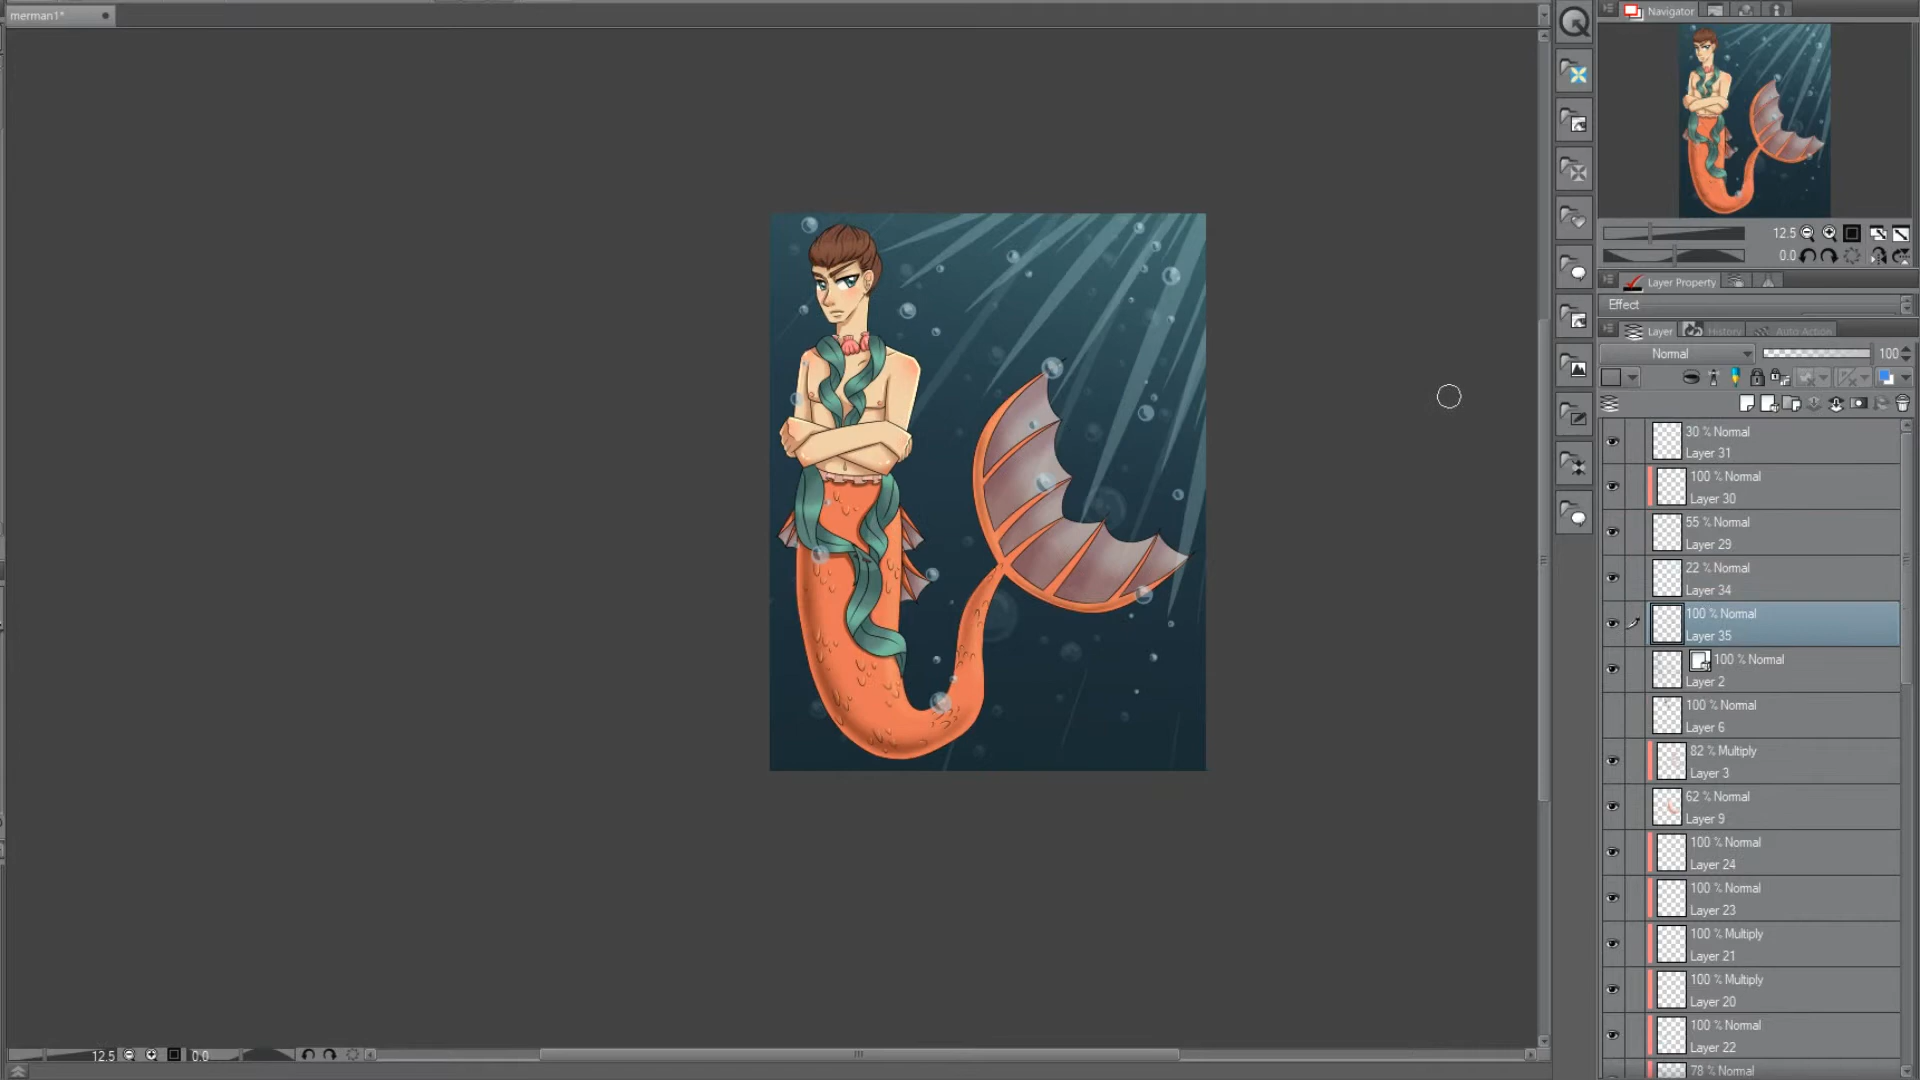 merman1*
Navigator
12.5
0.0
Layer Property
Effect
Layer
History
Auto Action
Normal
100
30 % Normal
Layer 31
100 % Normal
Layer 30
55 % Normal
Layer 29
22 % Normal
Layer 34
100 % Normal
Layer 35
100 % Normal
Layer 2
100 % Normal
Layer 6
82 % Multiply
Layer 3
62 % Normal
Layer 9
100 % Normal
Layer 24
100 % Normal
Layer 23
100 % Multiply
Layer 21
100 % Multiply
Layer 20
100 % Normal
Layer 22
78 % Normal
12.5
0.0